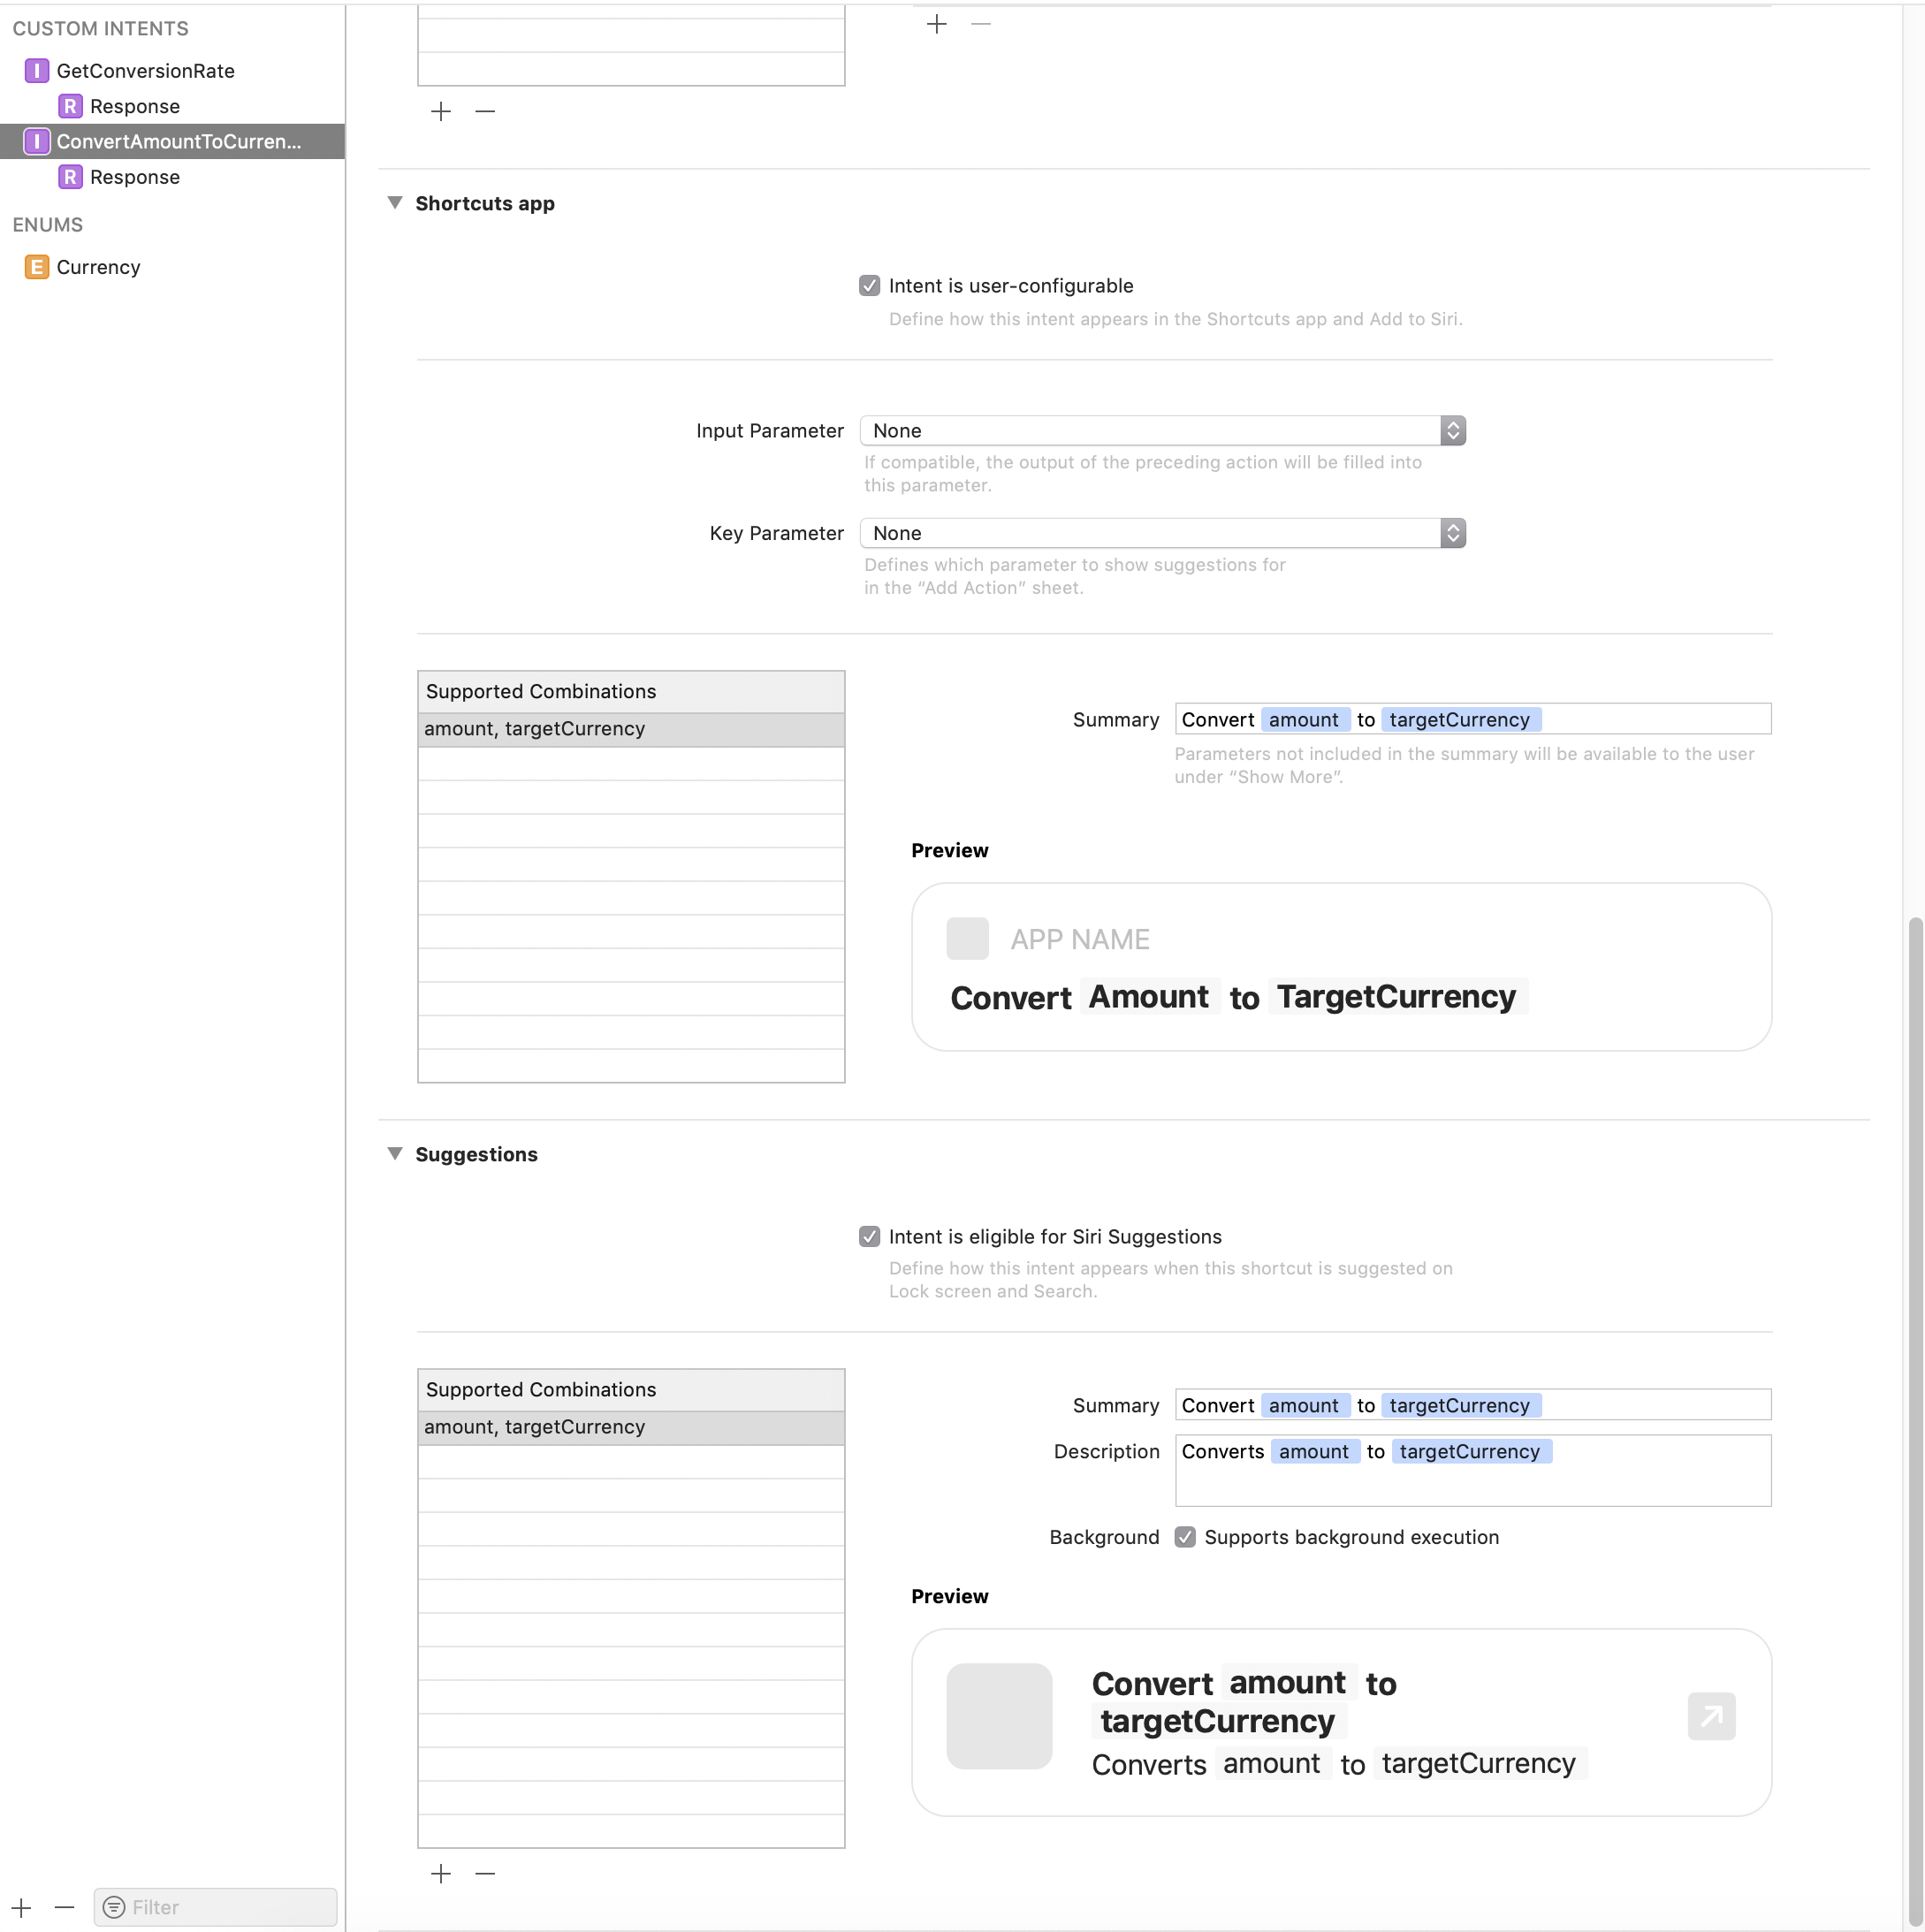 CUSTOM INTENTS
I GetConversionRate
R Response
I ConvertAmountToCurren...
R Response
ENUMS
E Currency
Filter
Shortcuts app
Intent is user-configurable
Define how this intent appears in the Shortcuts app and Add to Siri.
Input Parameter None
If compatible, the output of the preceding action will be filled into
this parameter.
Key Parameter None
Defines which parameter to show suggestions for
in the “Add Action” sheet.
Supported Combinations
amount, targetCurrency
Summary Convert amount to targetCurrency
Parameters not included in the summary will be available to the user
under “Show More”.
Preview
APP NAME
Convert Amount to TargetCurrency
Suggestions
Intent is eligible for Siri Suggestions
Define how this intent appears when this shortcut is suggested on
Lock screen and Search.
Supported Combinations
amount, targetCurrency
Summary Convert amount to targetCurrency
Description Converts amount to targetCurrency
Background Supports background execution
Preview
Convert amount to
targetCurrency
Converts amount to targetCurrency